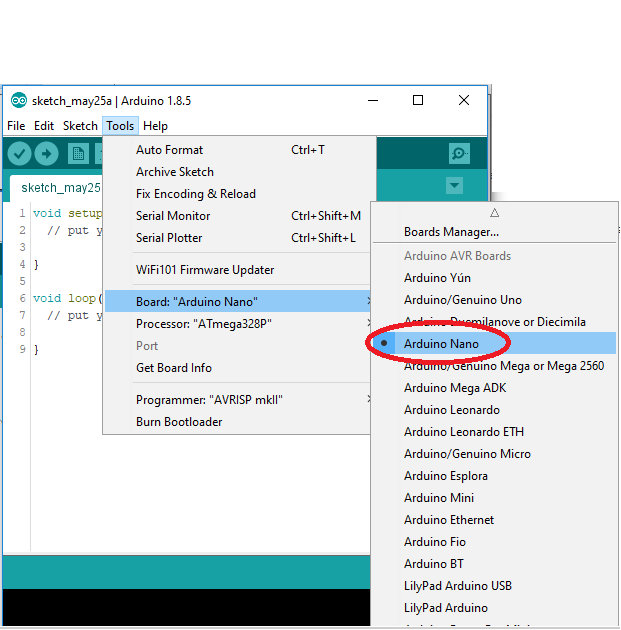 sketch_may25a | Arduino 1.8.5
File Edit Sketch Tools Help
sketch_may25
1 void setup
2 // put y
3
4 }
5
6 void loop(
7 // put y
8
9 }
Auto Format Ctrl+T
Archive Sketch
Fix Encoding & Reload
Serial Monitor Ctrl+Shift+M
Serial Plotter Ctrl+Shift+L
WiFi101 Firmware Updater
Board: "Arduino Nano"
Processor: "ATmega328P"
Port
Get Board Info
Programmer: "AVRISP mkII"
Burn Bootloader
Boards Manager...
Arduino AVR Boards
Arduino Yún
Arduino/Genuino Uno
Arduino Duemilanove or Diecimila
Arduino Nano
Arduino/Genuino Mega or Mega 2560
Arduino Mega ADK
Arduino Leonardo
Arduino Leonardo ETH
Arduino/Genuino Micro
Arduino Esplora
Arduino Mini
Arduino Ethernet
Arduino Fio
Arduino BT
LilyPad Arduino USB
LilyPad Arduino